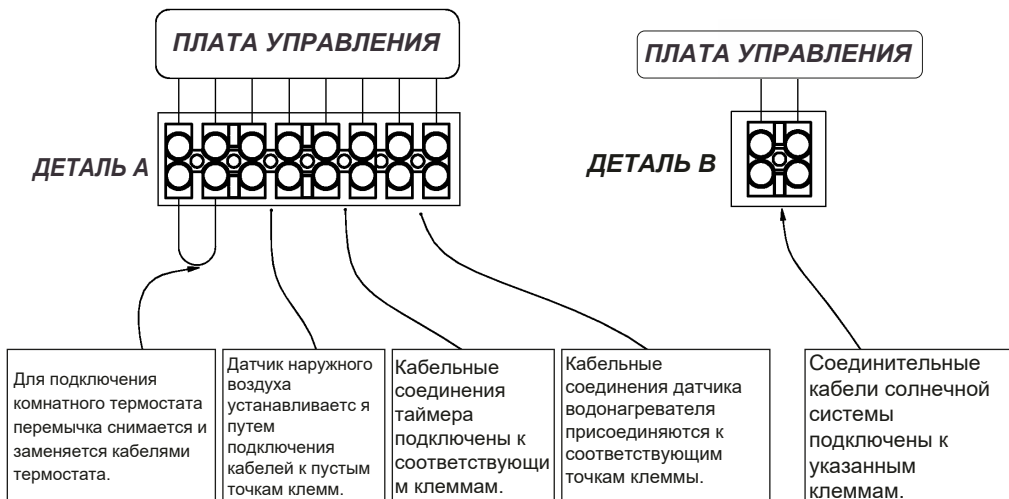 ПЛАТА УПРАВЛЕНИЯ
ПЛАТА УПРАВЛЕНИЯ
ДЕТАЛЬ A
ДЕТАЛЬ B
Для подключения
комнатного термостата
перемычка снимается и
заменяется кабелями
термостата.
Датчик наружного
воздуха
устанавливаетс я
путем
подключения
кабелей к пустым
точкам клемм.
Кабельные
соединения
таймера
подключены к
соответствующи
м клеммам.
Кабельные
соединения датчика
водонагревателя
присоединяются к
соответствующим
точкам клеммы.
Соединительные
кабели солнечной
системы
подключены к
указанным
клеммам.